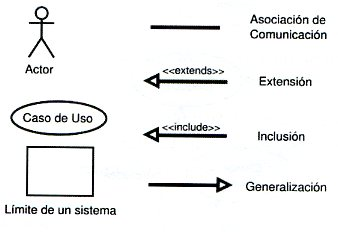 Actor
Asociación de
Comunicación
<<extends>>
Extensión
Caso de Uso
<<include>>
Inclusión
Límite de un sistema
Generalización